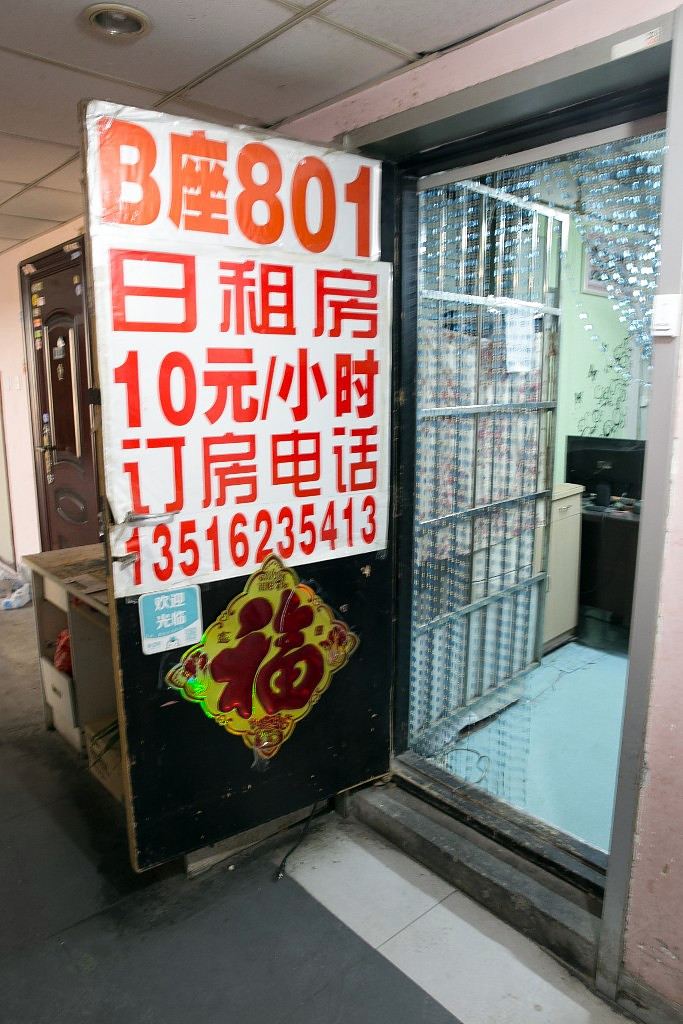 B座801
日租房
10元/小时
订房电话
13516235413
欢迎
光临
福